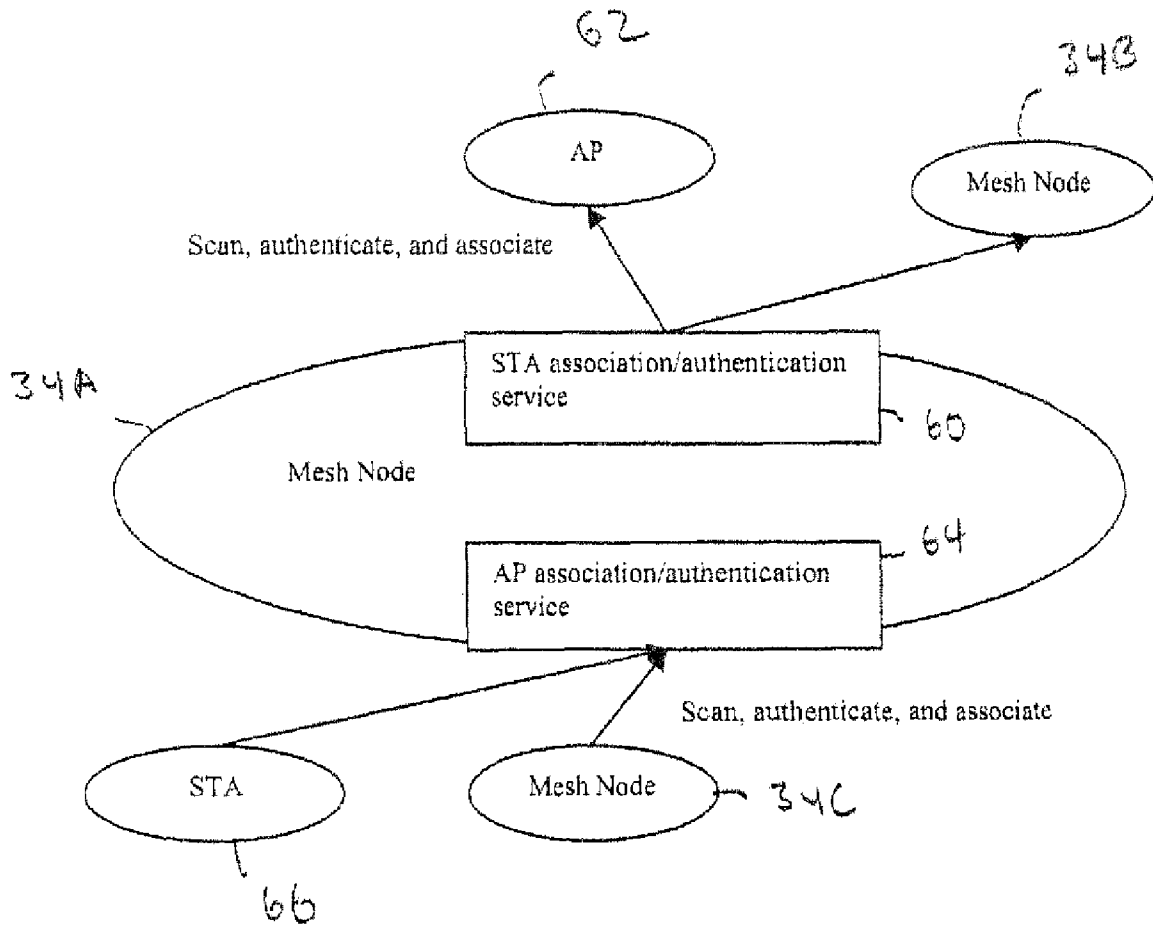 62
34B
AP
Mesh Node
Scan, authenticate, and associate
34A
STA association/authentication
service
60
Mesh Node
64
AP association/authentication
service
Scan, authenticate, and associate
STA
Mesh Node
34C
66